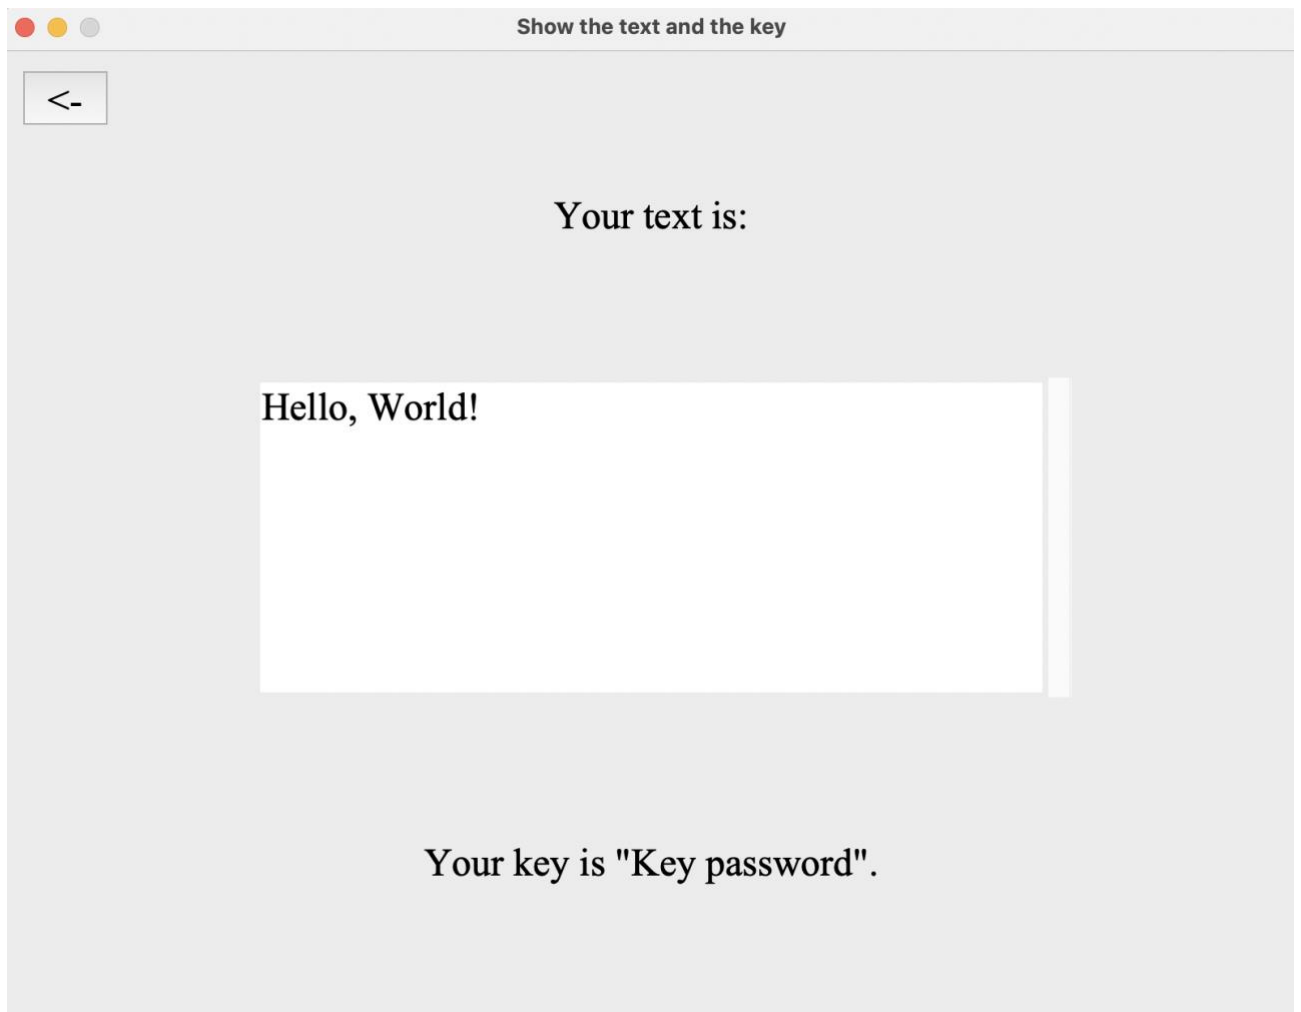 Show the text and the key
<-
Your text is:
Hello, World!
Your key is "Key password".